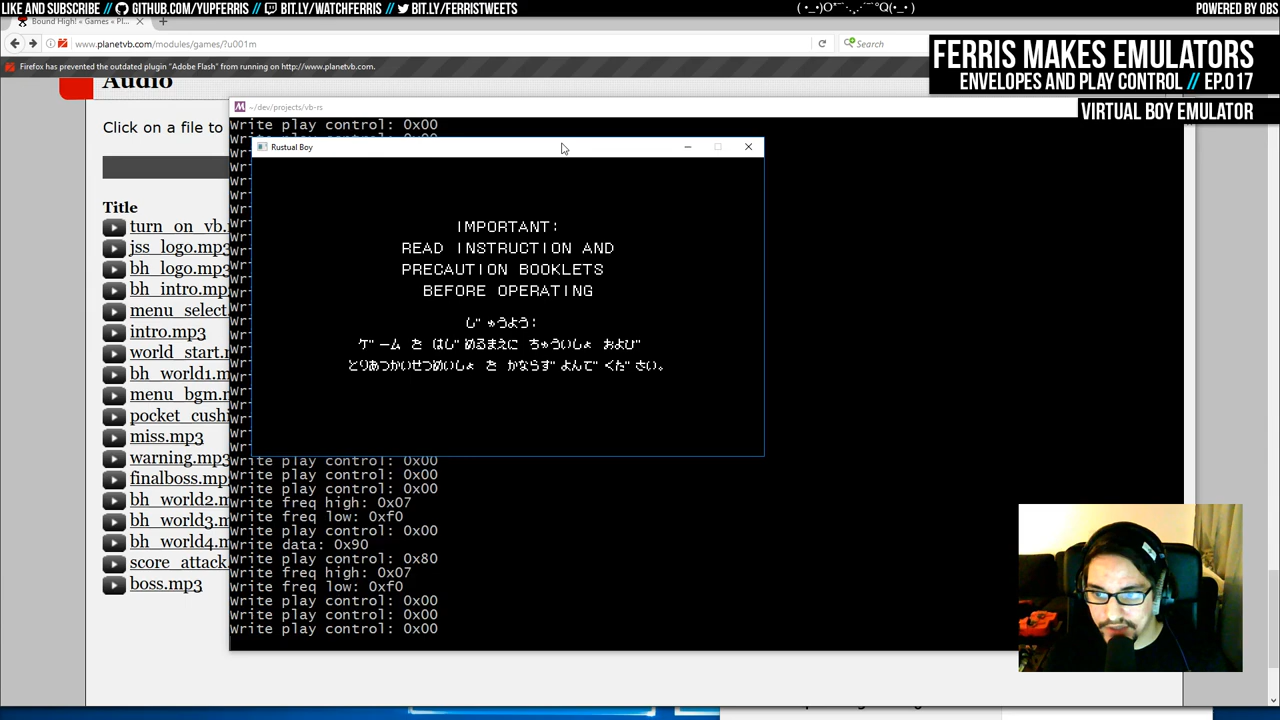 LIKE AND SUBSCRIBE // GITHUB.COM/YUPFERRIS // BIT.LY/WATCHFERRIS // BIT.LY/FERRISTWEETS
POWERED BY OBS
Bound High! « Games « Pl...
www.planetvb.com/modules/games/?u001m
Search
Firefox has prevented the outdated plugin "Adobe Flash" from running on http://www.planetvb.com.
FERRIS MAKES EMULATORS
ENVELOPES AND PLAY CONTROL // EP.017
VIRTUAL BOY EMULATOR
Audio
Click on a file to
Title
turn_on_vb.
jss_logo.mp3
bh_logo.mp3
bh_intro.mp
menu_select
intro.mp3
world_start.m
bh_world1.m
menu_bgm.m
pocket_cushi
miss.mp3
warning.mp3
finalboss.mp
bh_world2.m
bh_world3.m
bh_world4.m
score_attack
boss.mp3
~/dev/projects/vb-rs
Write play control: 0x00
Rustual Boy
IMPORTANT:
READ INSTRUCTION AND
PRECAUTION BOOKLETS
BEFORE OPERATING
じゅうよう:
ゲーム を はじめるまえに ちゅういしょ および
とりあつかいせつめいしょ を かならず よんで ください。
Write play control: 0x00
Write play control: 0x00
Write play control: 0x00
Write freq high: 0x07
Write freq low: 0xf0
Write play control: 0x00
Write data: 0x90
Write play control: 0x80
Write freq high: 0x07
Write freq low: 0xf0
Write play control: 0x00
Write play control: 0x00
Write play control: 0x00